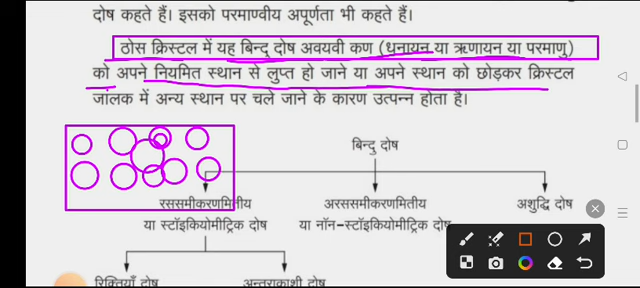 दोष कहते हैं। इसको परमाण्वीय अपूर्णता भी कहते हैं।
ठोस क्रिस्टल में यह बिन्दु दोष अवयवी कण (धनायन या ऋणायन या परमाणु)
को अपने नियमित स्थान से लुप्त हो जाने या अपने स्थान को छोड़कर क्रिस्टल
जालक में अन्य स्थान पर चले जाने के कारण उत्पन्न होता है।
बिन्दु दोष
रससमीकरणमितीय
या स्टॉइकियोमीट्रिक दोष
अरससमीकरणमितीय
या नॉन-स्टॉइकियोमीट्रिक दोष
अशुद्धि दोष
रिक्तियाँ दोष
अन्तराकाशी दोष